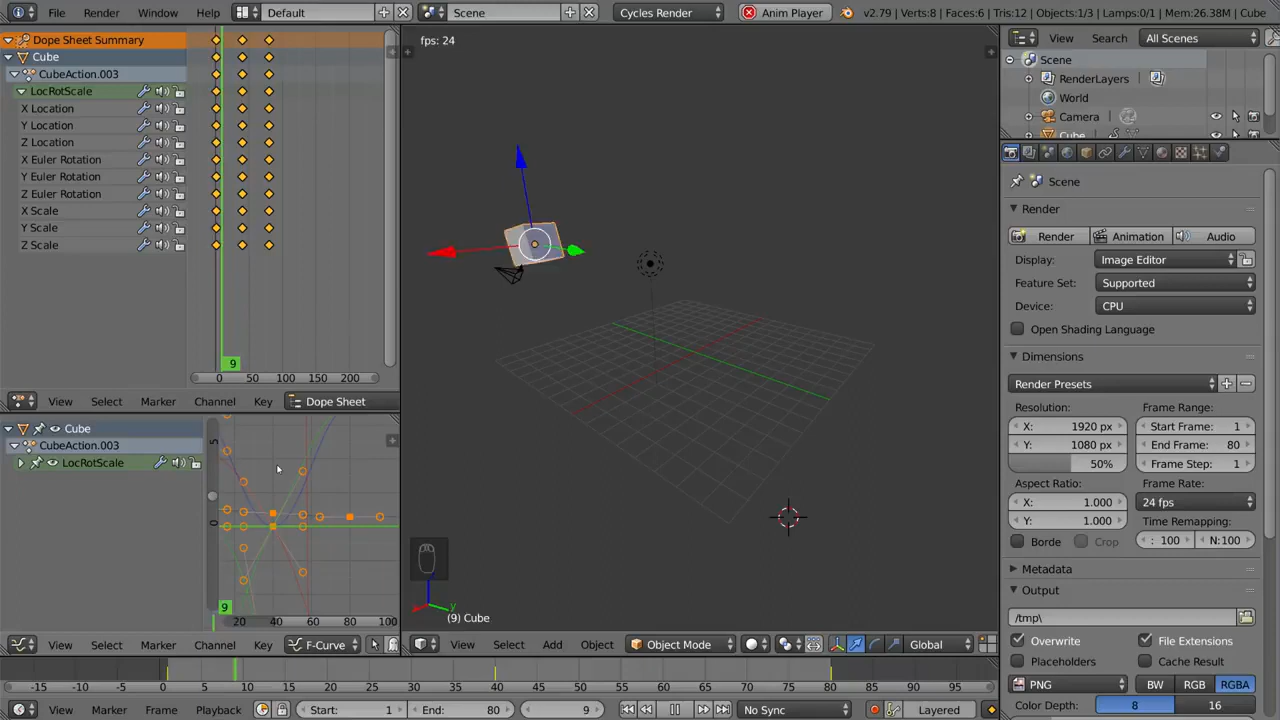 File Render Window Help Default Scene Cycles Render Anim Player v2.79 | Verts:8 | Faces:6 | Tris:12 | Objects:1/3 | Lamps:0/1 | Mem:26.38M | Cube
Dope Sheet Summary
Cube
CubeAction.003
LocRotScale
X Location
Y Location
Z Location
X Euler Rotation
Y Euler Rotation
Z Euler Rotation
X Scale
Y Scale
Z Scale
9
0 50 100 150 200
View Select Marker Channel Key Dope Sheet
Cube
CubeAction.003
LocRotScale
5
0
9
20 40 60 80 100
View Select Marker Channel Key F-Curve
fps: 24
y
(9) Cube
View Select Add Object Object Mode Global
View Search All Scenes
Scene
RenderLayers
World
Camera
Cube
Scene
Render
Render Animation Audio
Display: Image Editor
Feature Set: Supported
Device: CPU
Open Shading Language
Dimensions
Render Presets
Resolution: Frame Range:
X: 1920 px Start Frame: 1
Y: 1080 px End Frame: 80
50% Frame Step: 1
Aspect Ratio: Frame Rate:
X: 1.000 24 fps
Y: 1.000 Time Remapping:
Borde Crop : 100 N:100
Metadata
Output
/tmp\
Overwrite File Extensions
Placeholders Cache Result
PNG BW RGB RGBA
Color Depth: 8 16
-15 -10 -5 0 5 10 15 20 25 30 35 40 45 50 55 60 65 70 75 80 85 90 95
View Marker Frame Playback Start: 1 End: 80 9 No Sync Layered